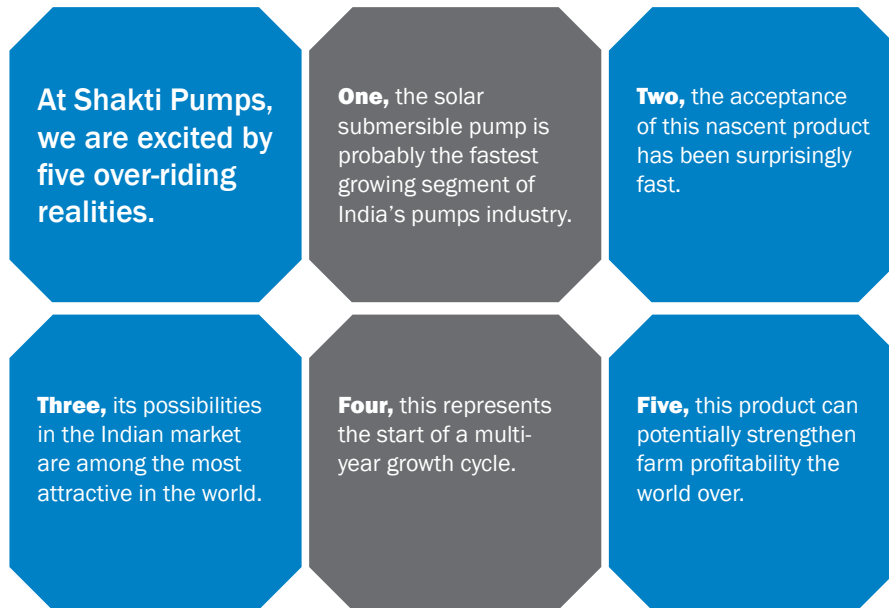 At Shakti Pumps,
we are excited by
five over-riding
realities.
One, the solar
submersible pump is
probably the fastest
growing segment of
India’s pumps industry.
Two, the acceptance
of this nascent product
has been surprisingly
fast.
Three, its possibilities
in the Indian market
are among the most
attractive in the world.
Four, this represents
the start of a multi-
year growth cycle.
Five, this product can
potentially strengthen
farm profitability the
world over.